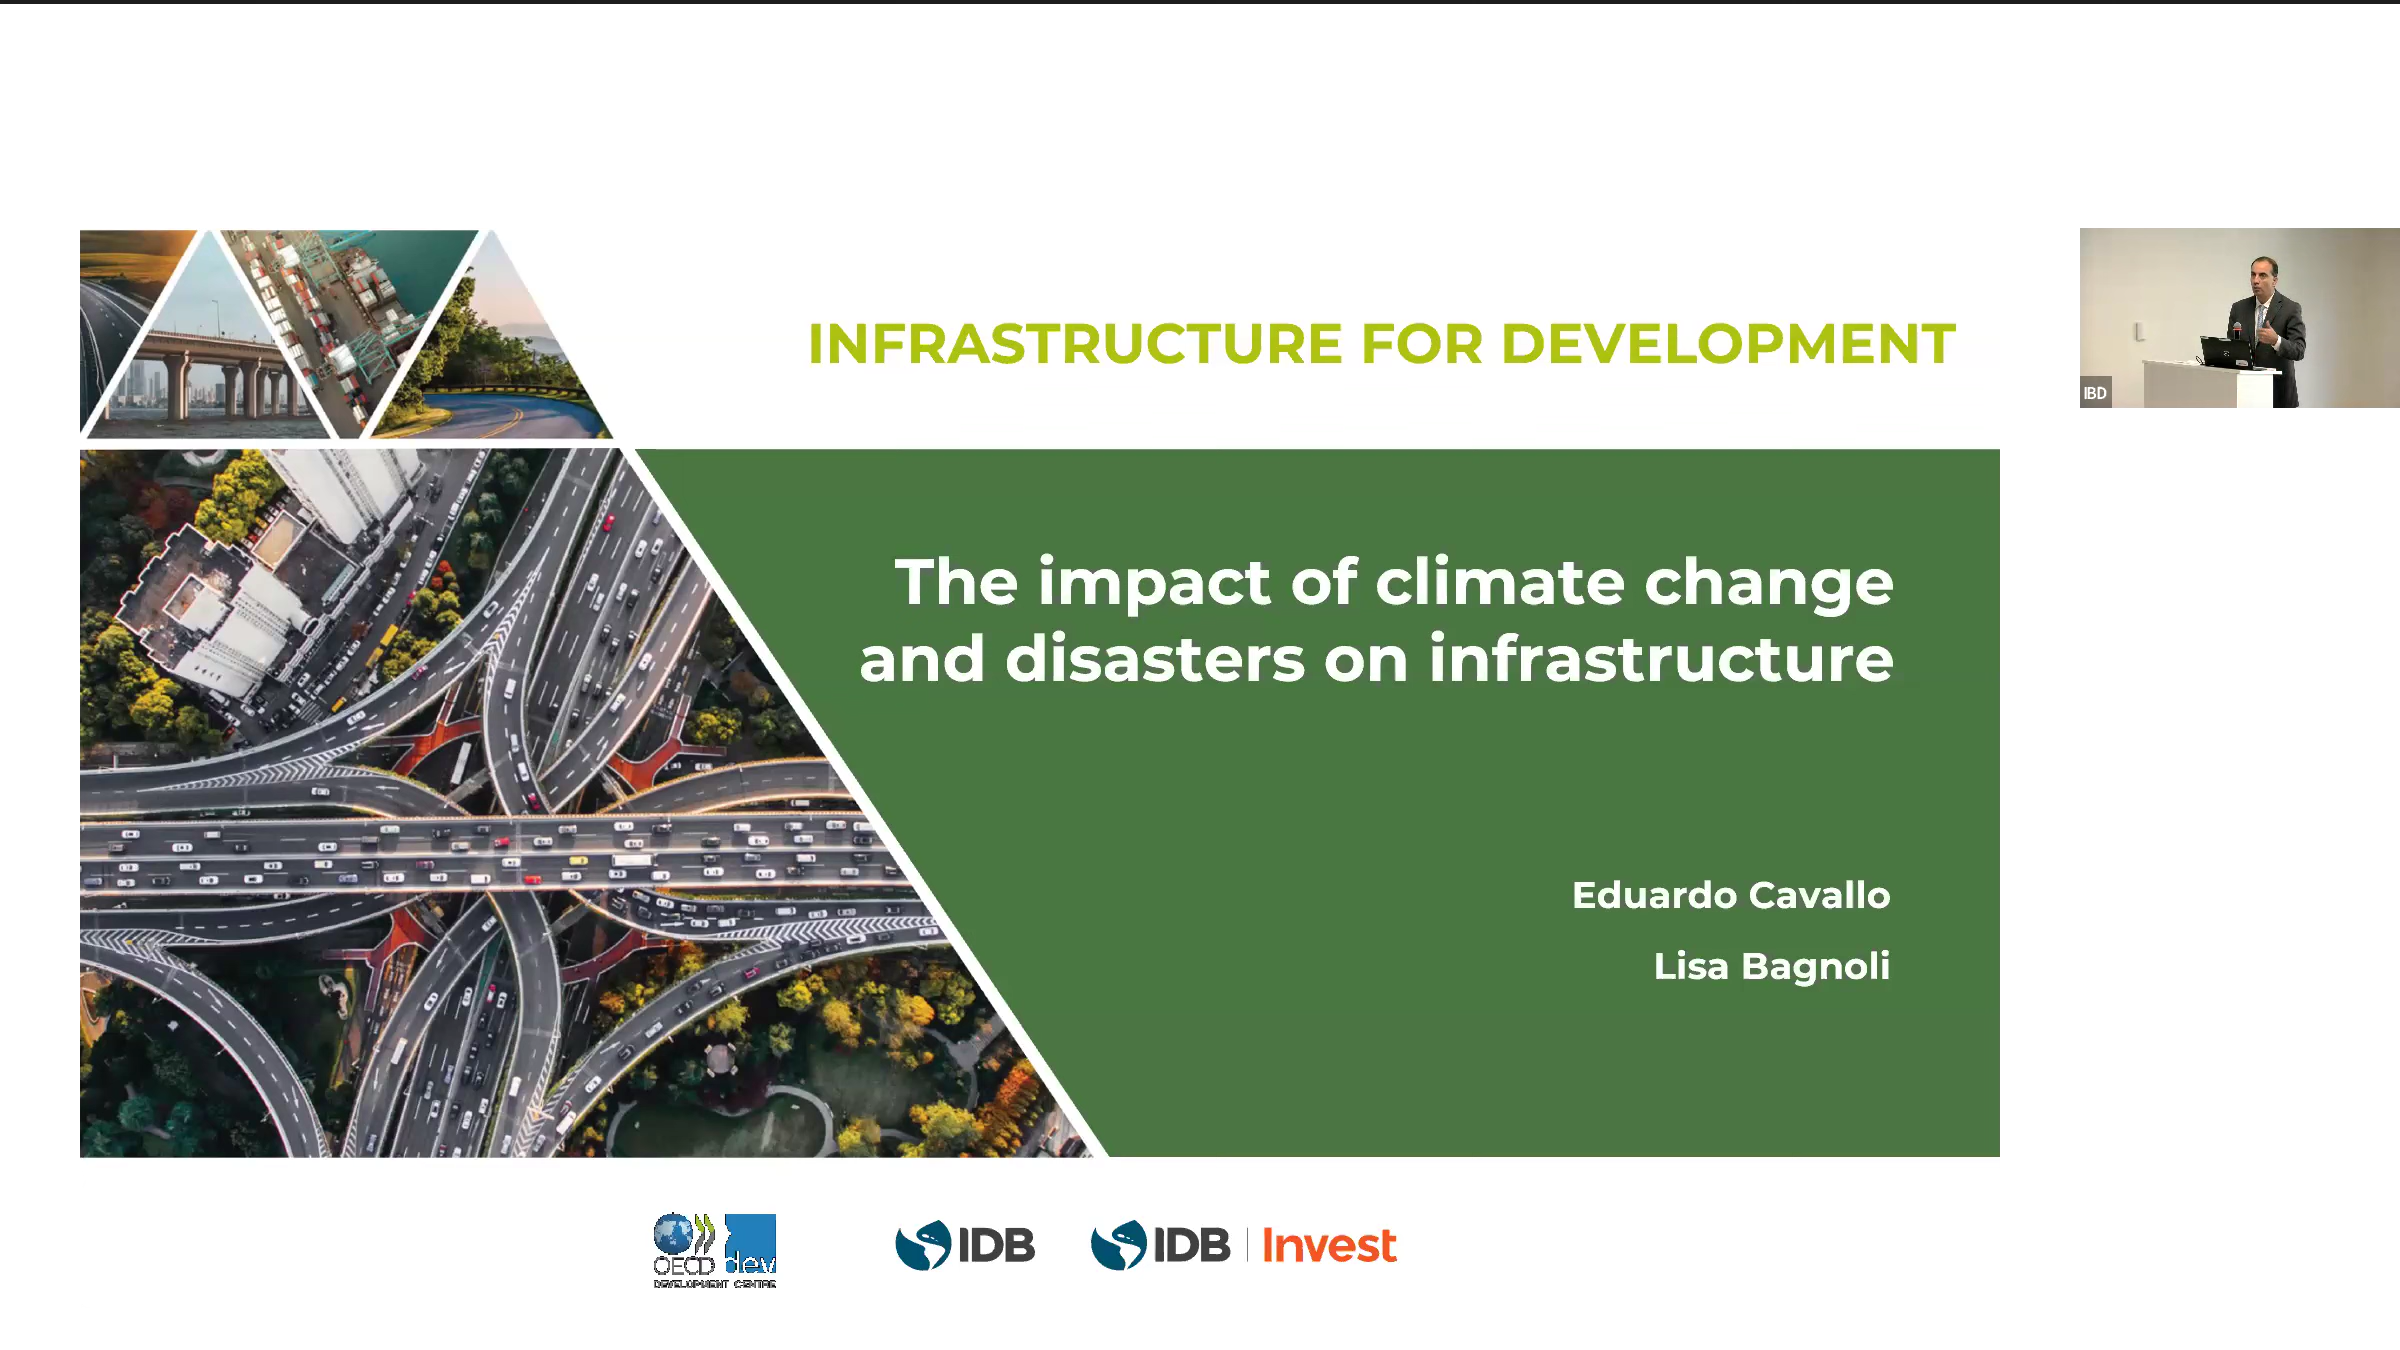 INFRASTRUCTURE FOR DEVELOPMENT
IBD
The impact of climate change
and disasters on infrastructure
Eduardo Cavallo
Lisa Bagnoli
OECD dev
DEVELOPMENT CENTRE
IDB
IDB | Invest